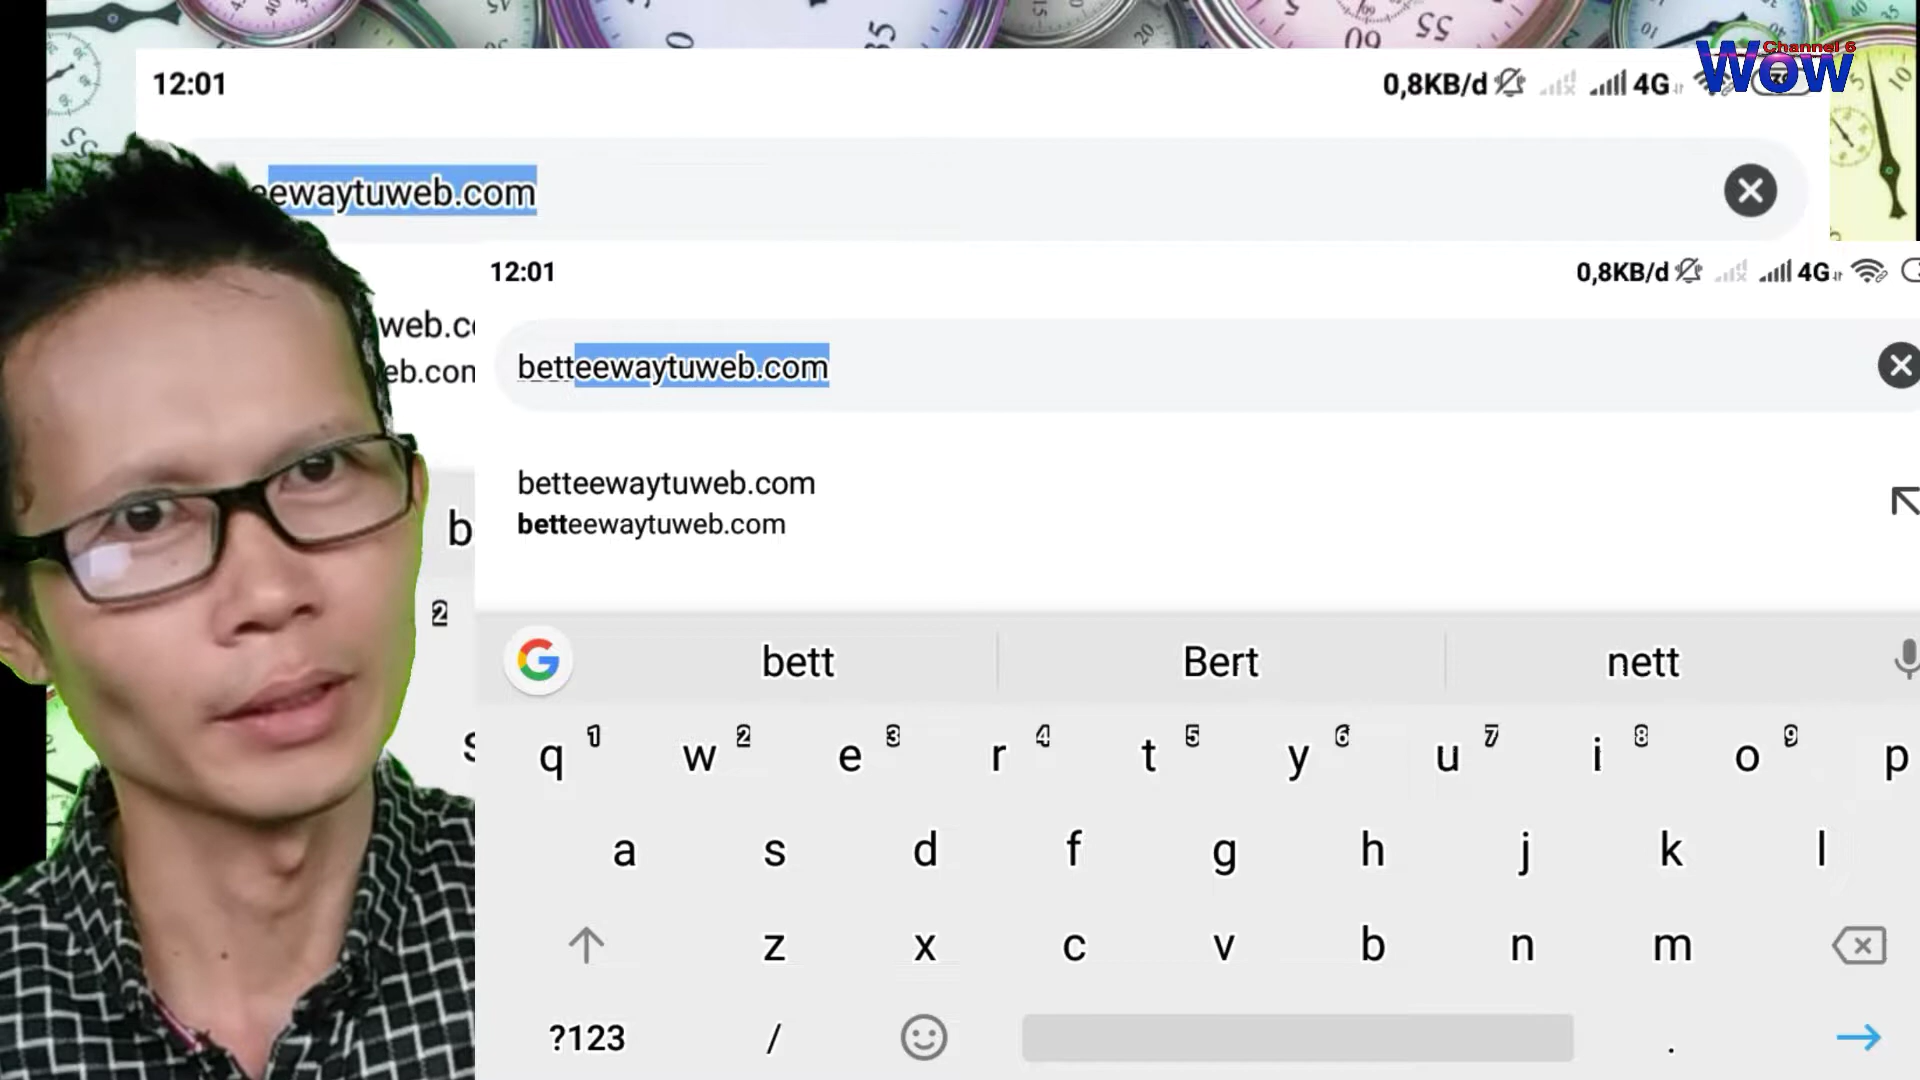 Channel 6
Wow
12:01
0,8KB/d
4G
eewaytuweb.com
12:01
0,8KB/d
4G
web.co
eb.con
betteewaytuweb.com
betteewaytuweb.com
betteewaytuweb.com
b
2
bett Bert nett
q 1 w 2 e 3 r 4 t 5 y 6 u 7 i 8 o 9 p
a s d f g h j k l
z x c v b n m
?123 / .